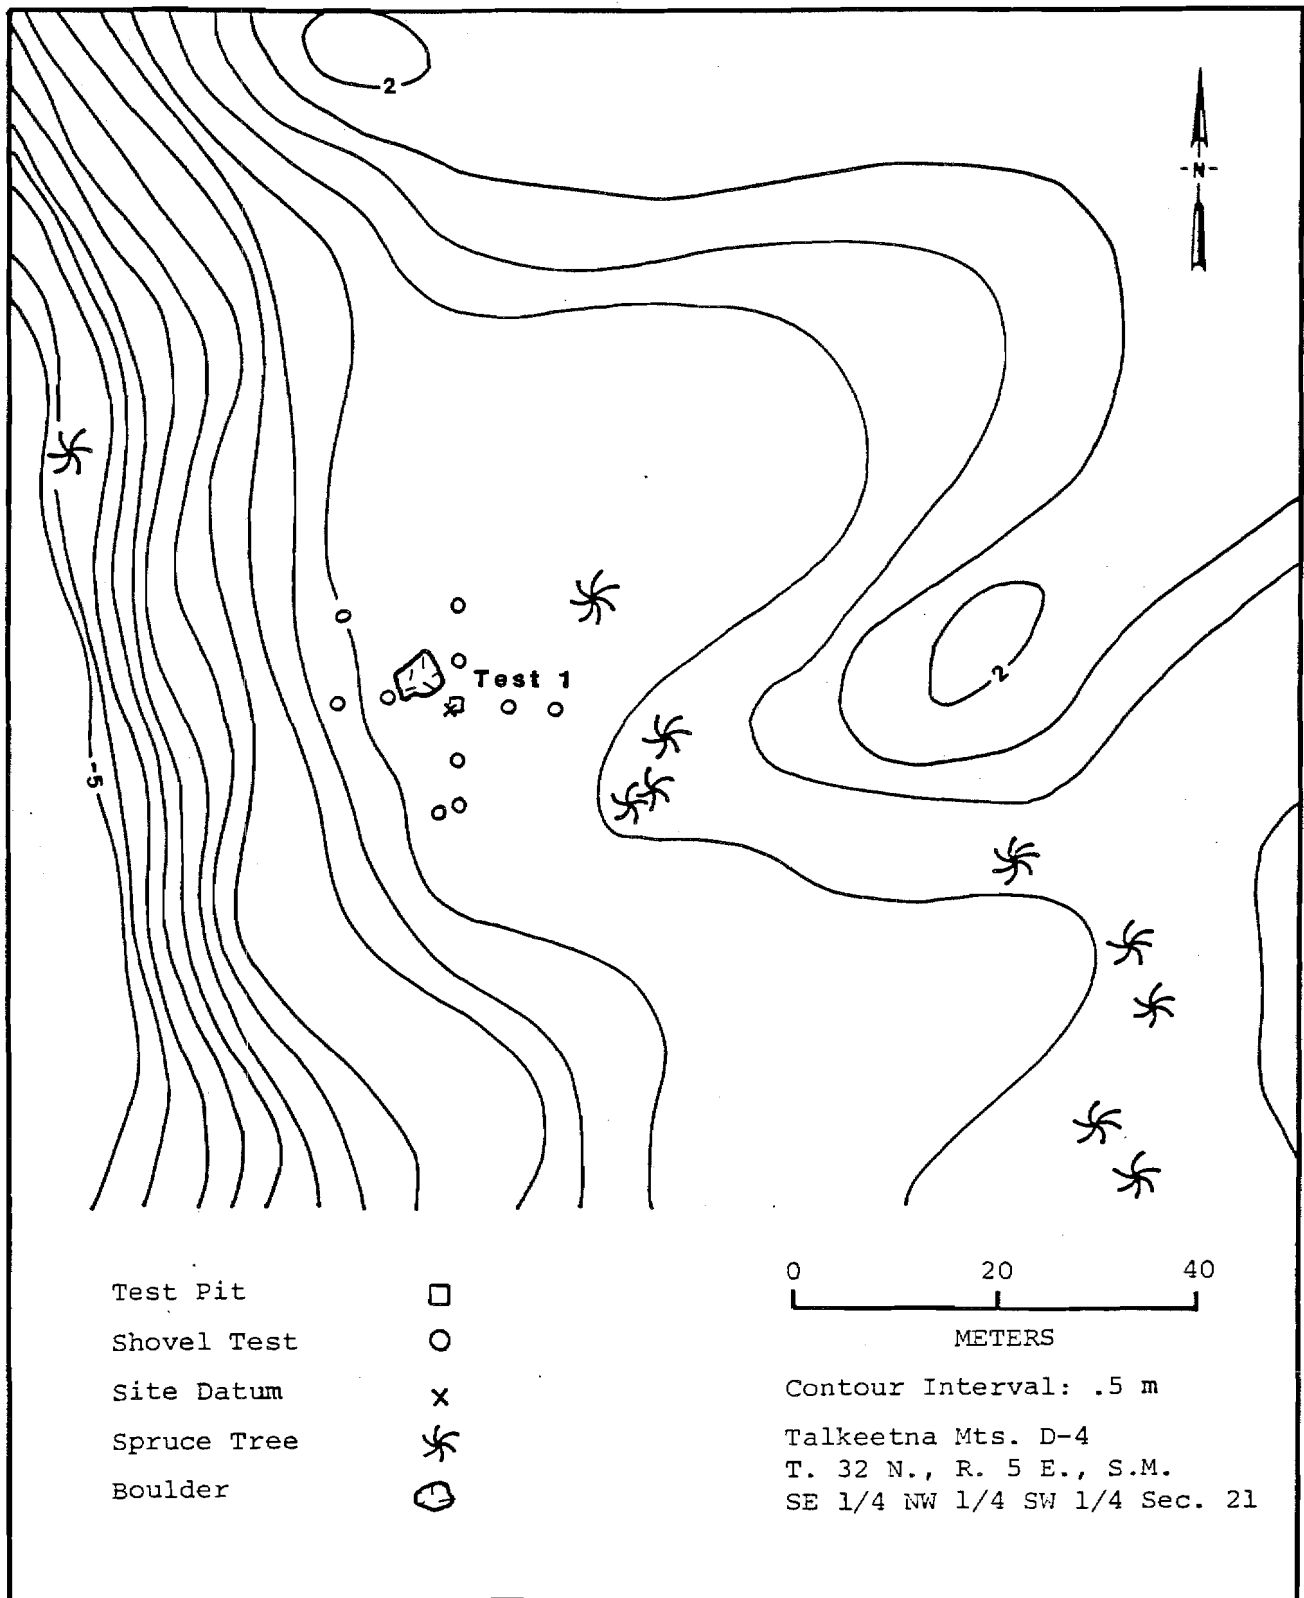 2
-N-
0
Test 1
2
-5
Test Pit
Shovel Test
Site Datum
Spruce Tree
Boulder
0 20 40
METERS
Contour Interval: .5 m
Talkeetna Mts. D-4
T. 32 N., R. 5 E., S.M.
SE 1/4 NW 1/4 SW 1/4 Sec. 21